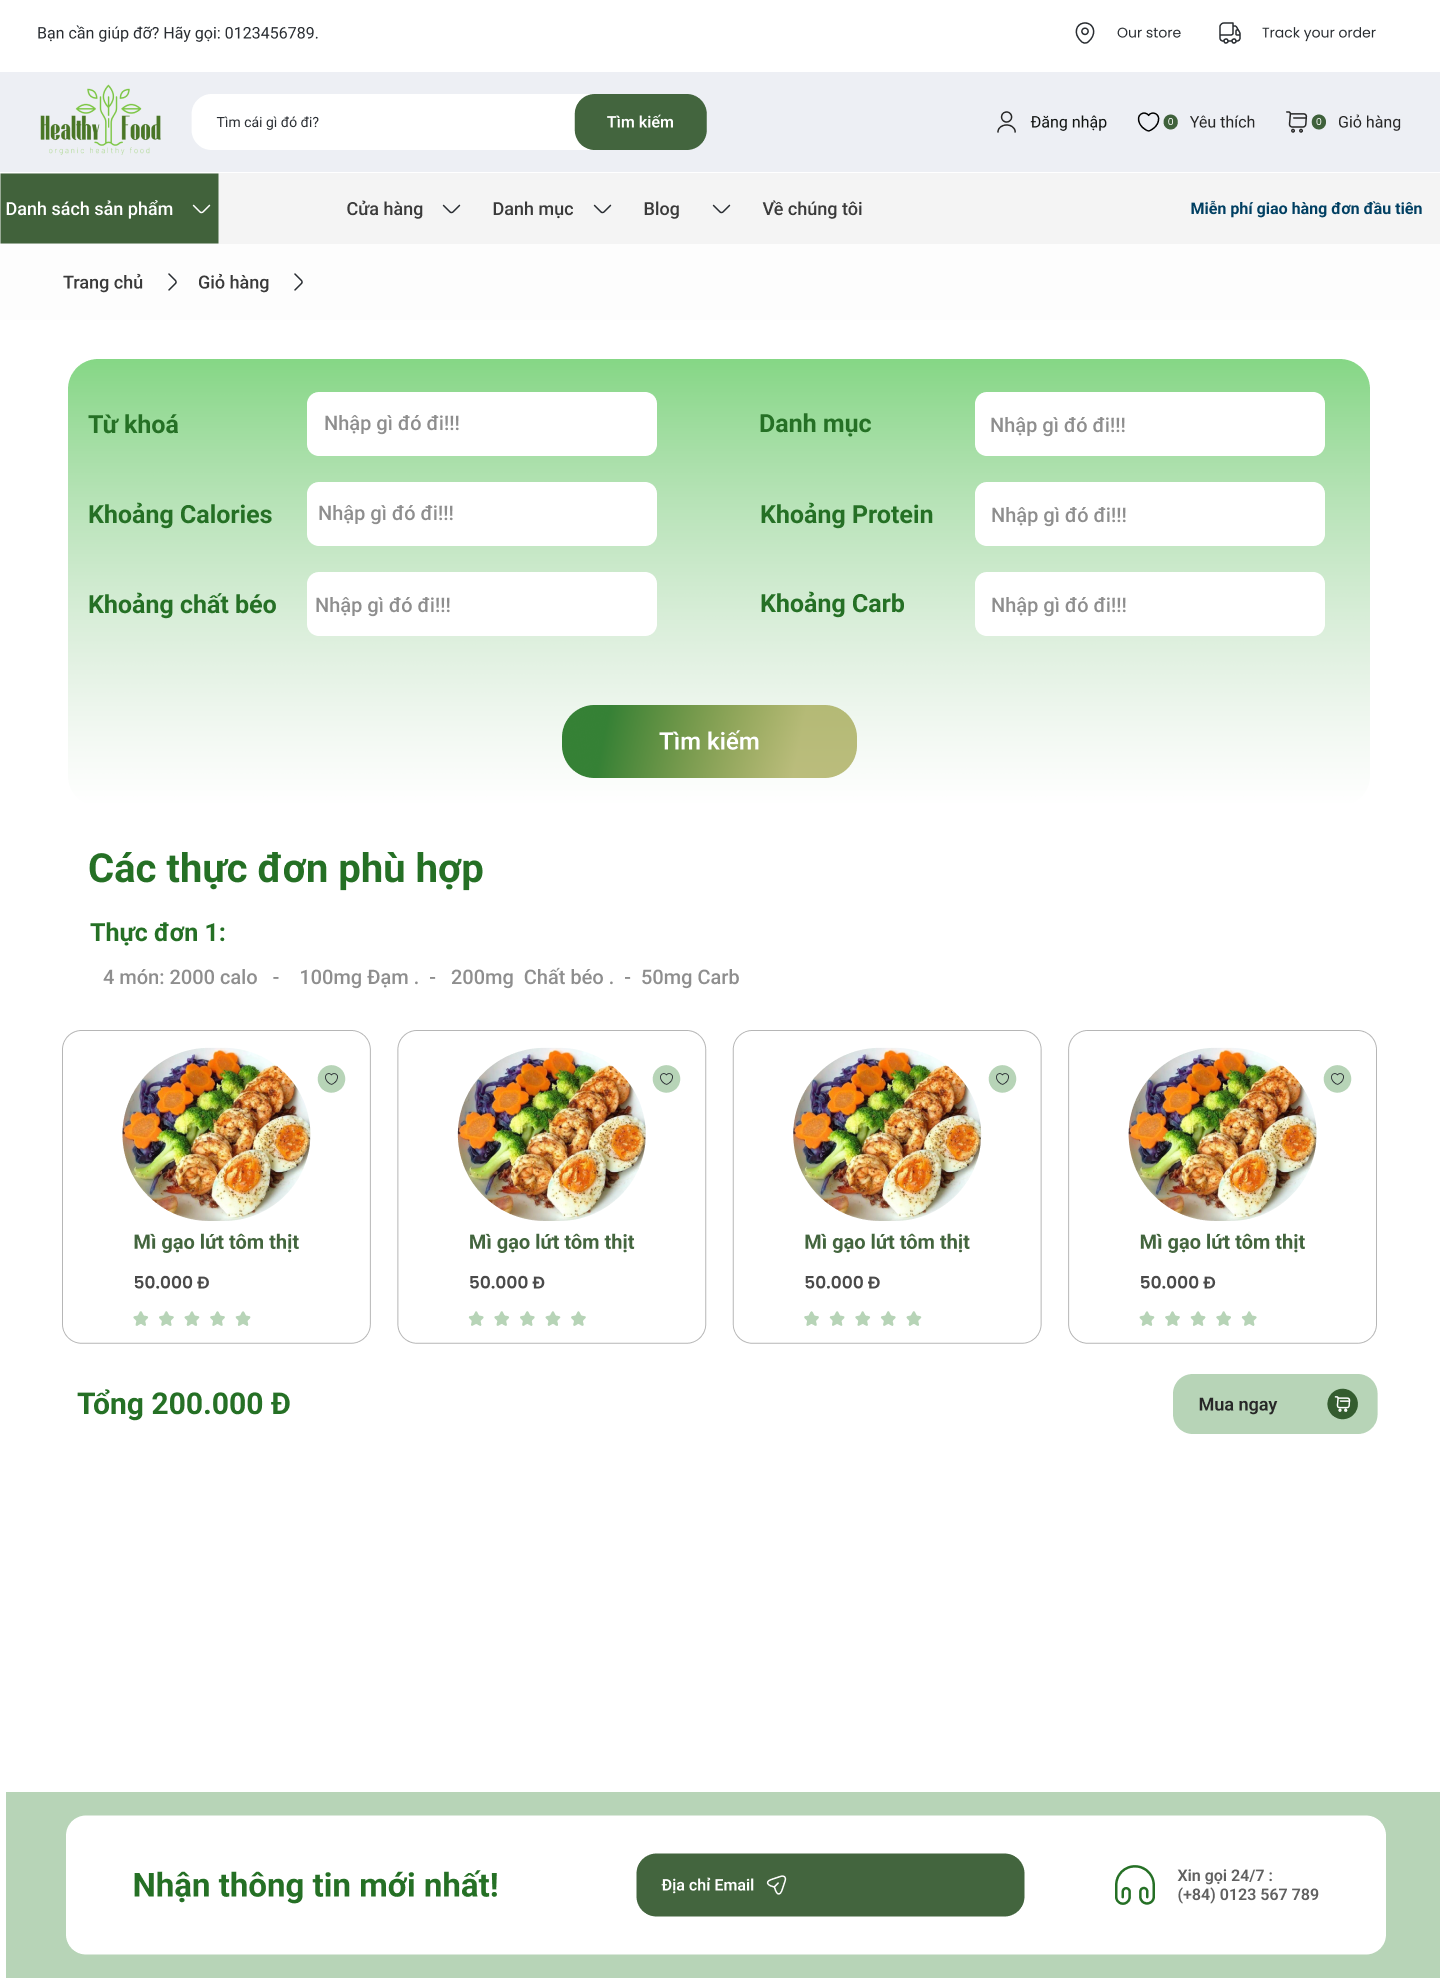 Bạn cần giúp đỡ? Hãy gọi: 0123456789.
Our store
Track your order
Healthy Food
organic healthy food
Tìm cái gì đó đi?
Tìm kiếm
Đăng nhập
0
Yêu thích
0
Giỏ hàng
Danh sách sản phẩm
Cửa hàng
Danh mục
Blog
Về chúng tôi
Miễn phí giao hàng đơn đầu tiên
Trang chủ
Giỏ hàng
Từ khoá
Nhập gì đó đi!!!
Danh mục
Nhập gì đó đi!!!
Khoảng Calories
Nhập gì đó đi!!!
Khoảng Protein
Nhập gì đó đi!!!
Khoảng chất béo
Nhập gì đó đi!!!
Khoảng Carb
Nhập gì đó đi!!!
Tìm kiếm
Các thực đơn phù hợp
Thực đơn 1:
4 món: 2000 calo - 100mg Đạm . - 200mg Chất béo . - 50mg Carb
Mì gạo lứt tôm thịt
50.000 Đ
Mì gạo lứt tôm thịt
50.000 Đ
Mì gạo lứt tôm thịt
50.000 Đ
Mì gạo lứt tôm thịt
50.000 Đ
Tổng 200.000 Đ
Mua ngay
Nhận thông tin mới nhất!
Địa chỉ Email
Xin gọi 24/7 :
(+84) 0123 567 789